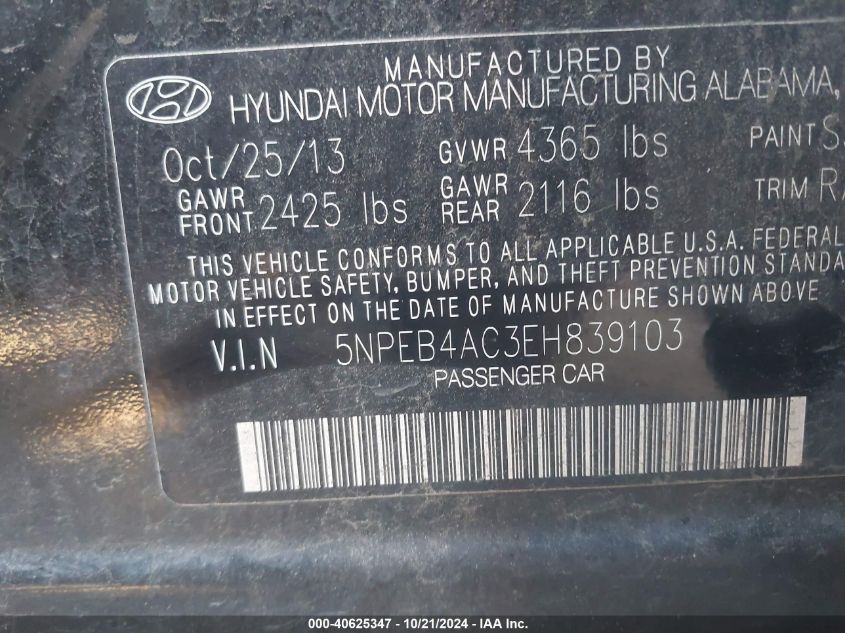 MANUFACTURED BY
HYUNDAI MOTOR MANUFACTURING ALABAMA,
Oct/25/13 GVWR 4365 lbs PAINT
GAWR FRONT 2425 lbs GAWR REAR 2116 lbs TRIM
THIS VEHICLE CONFORMS TO ALL APPLICABLE U.S.A. FEDERAL
MOTOR VEHICLE SAFETY, BUMPER, AND THEFT PREVENTION
IN EFFECT ON THE DATE OF MANUFACTURE SHOWN ABOVE
V.I.N 5NPEB4AC3EH839103
PASSENGER CAR
000-40625347 - 10/21/2024 - IAA Inc.